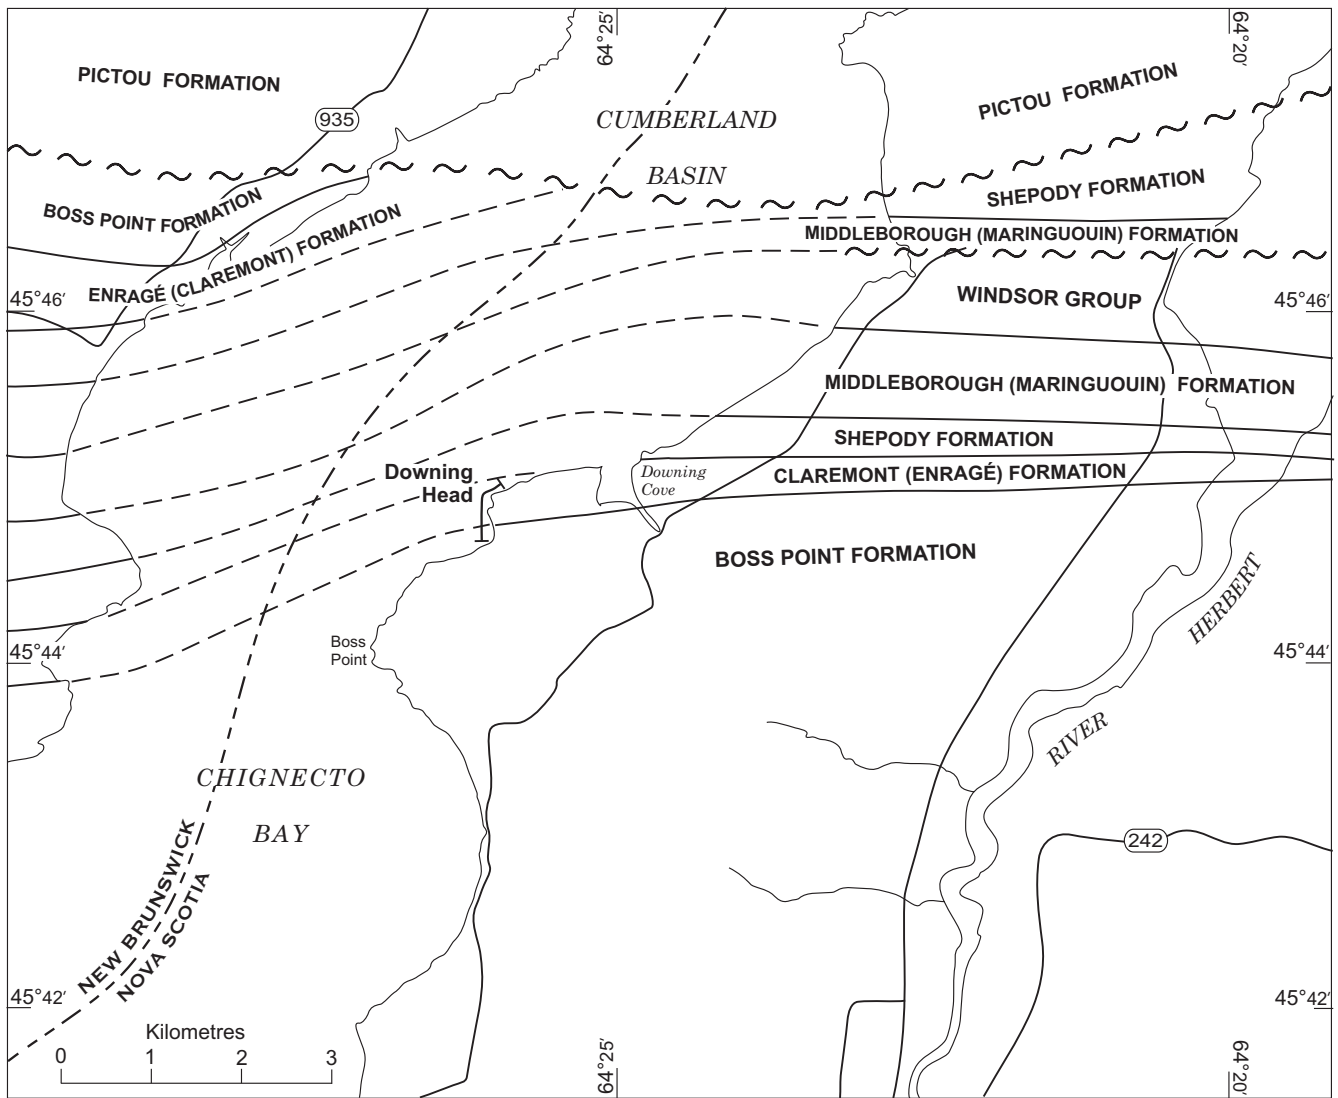 64°25′
64°20′
PICTOU FORMATION
PICTOU FORMATION
935
CUMBERLAND
BASIN
SHEPODY FORMATION
BOSS POINT FORMATION
MIDDLEBOROUGH (MARINGUOUIN) FORMATION
ENRAGÉ (CLAREMONT) FORMATION
45°46′
WINDSOR GROUP
45°46′
MIDDLEBOROUGH (MARINGUOUIN) FORMATION
SHEPODY FORMATION
Downing
Head
Downing
Cove
CLAREMONT (ENRAGÉ) FORMATION
BOSS POINT FORMATION
HERBERT
RIVER
Boss
Point
45°44′
45°44′
CHIGNECTO
BAY
242
NEW BRUNSWICK
NOVA SCOTIA
45°42′
45°42′
Kilometres
0 1 2 3
64°25′
64°20′